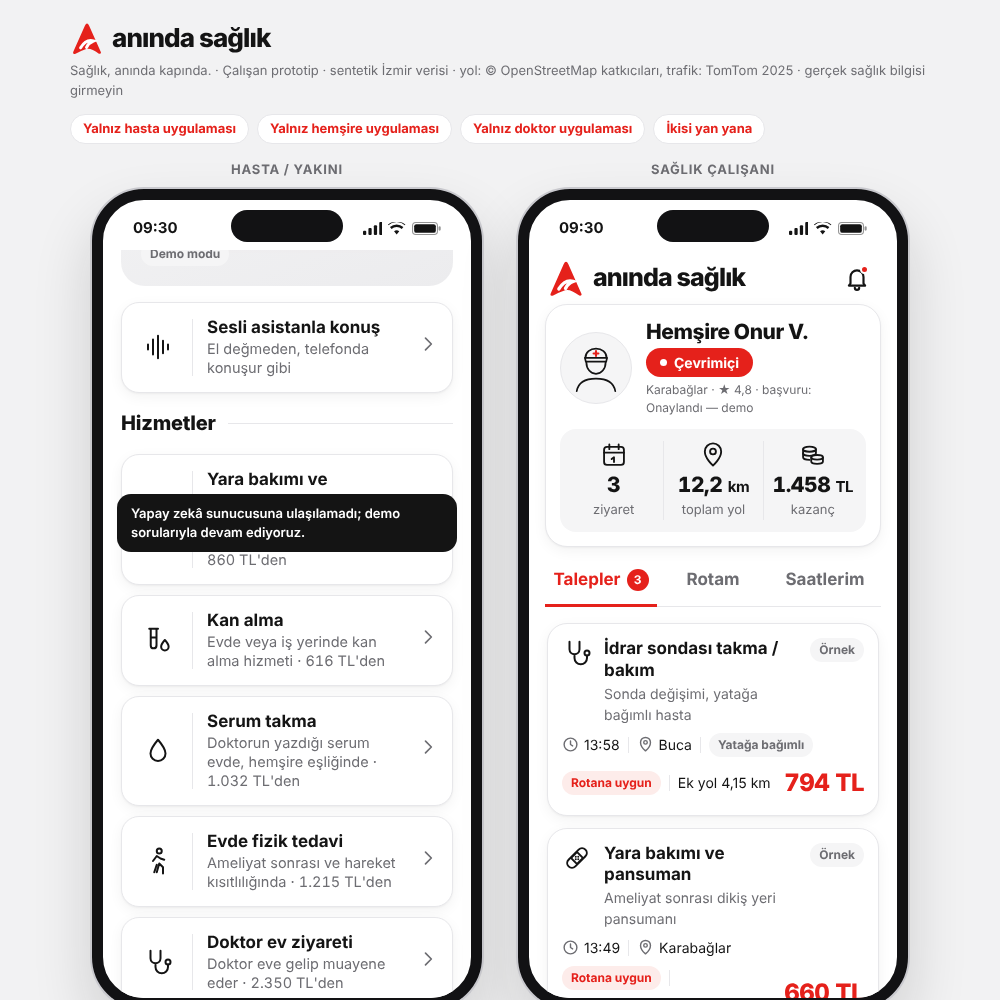 anında sağlık
Sağlık, anında kapında. · Çalışan prototip · sentetik İzmir verisi · yol: © OpenStreetMap katkıcıları, trafik: TomTom 2025 · gerçek sağlık bilgisi
girmeyin
Yalnız hasta uygulaması
Yalnız hemşire uygulaması
Yalnız doktor uygulaması
İkisi yan yana
HASTA / YAKINI
09:30
Demo modu
Sesli asistanla konuş
El değmeden, telefonda
konuşur gibi
Hizmetler
Yara bakımı ve
Yapay zekâ sunucusuna ulaşılamadı; demo
sorularıyla devam ediyoruz.
860 TL'den
Kan alma
Evde veya iş yerinde kan
alma hizmeti · 616 TL'den
Serum takma
Doktorun yazdığı serum
evde, hemşire eşliğinde ·
1.032 TL'den
Evde fizik tedavi
Ameliyat sonrası ve hareket
kısıtlılığında · 1.215 TL'den
Doktor ev ziyareti
Doktor eve gelip muayene
eder · 2.350 TL'den
SAĞLIK ÇALIŞANI
09:30
anında sağlık
Hemşire Onur V.
Çevrimiçi
Karabağlar · ★ 4,8 · başvuru:
Onaylandı — demo
3
ziyaret
12,2 km
toplam yol
1.458 TL
kazanç
Talepler 3
Rotam
Saatlerim
İdrar sondası takma /
bakım
Örnek
Sonda değişimi, yatağa
bağımlı hasta
13:58
Buca
Yatağa bağımlı
Rotana uygun
Ek yol 4,15 km
794 TL
Yara bakımı ve
pansuman
Örnek
Ameliyat sonrası dikiş yeri
pansumanı
13:49
Karabağlar
Rotana uygun
660 TL